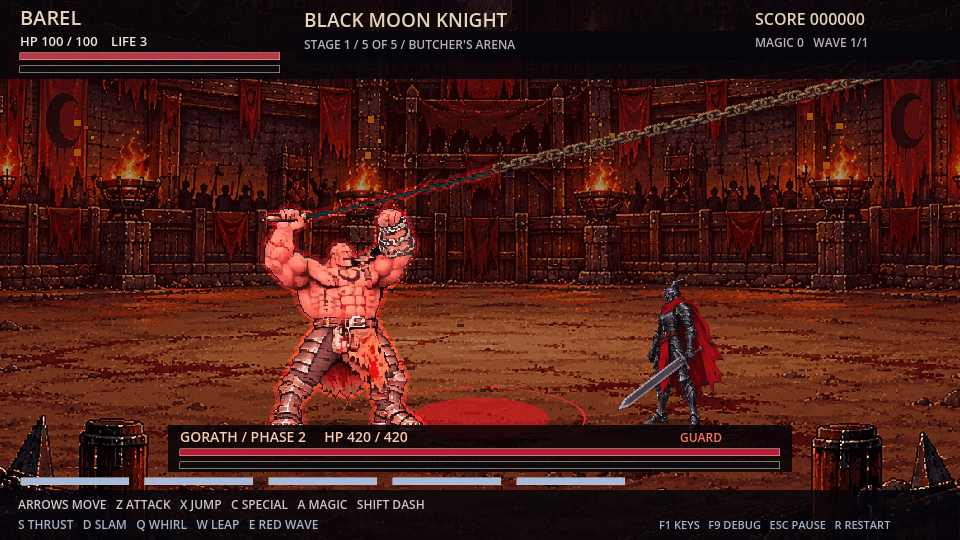 BAREL
HP 100 / 100 LIFE 3
BLACK MOON KNIGHT
STAGE 1 / 5 OF 5 / BUTCHER'S ARENA
SCORE 000000
MAGIC 0 WAVE 1/1
GORATH / PHASE 2 HP 420 / 420 GUARD
ARROWS MOVE Z ATTACK X JUMP C SPECIAL A MAGIC SHIFT DASH
S THRUST D SLAM Q WHIRL W LEAP E RED WAVE
F1 KEYS F9 DEBUG ESC PAUSE R RESTART